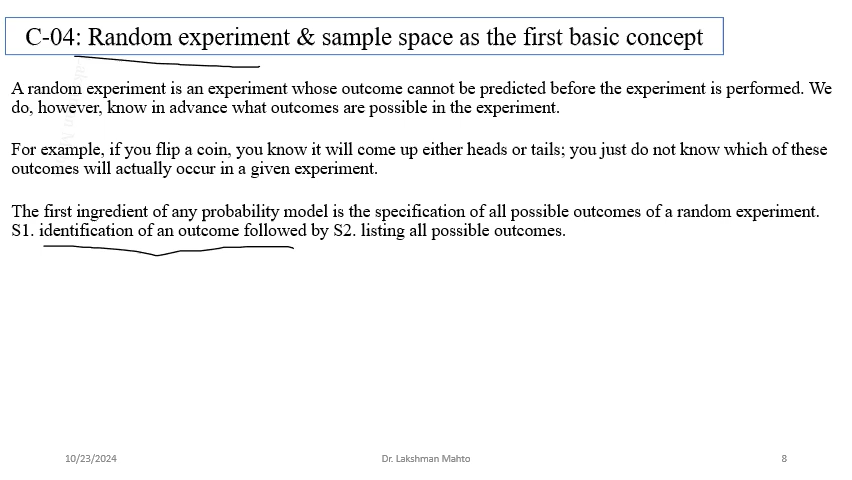 C-04: Random experiment & sample space as the first basic concept
A random experiment is an experiment whose outcome cannot be predicted before the experiment is performed. We
do, however, know in advance what outcomes are possible in the experiment.
For example, if you flip a coin, you know it will come up either heads or tails; you just do not know which of these
outcomes will actually occur in a given experiment.
The first ingredient of any probability model is the specification of all possible outcomes of a random experiment.
S1. identification of an outcome followed by S2. listing all possible outcomes.
10/23/2024
Dr. Lakshman Mahto
8